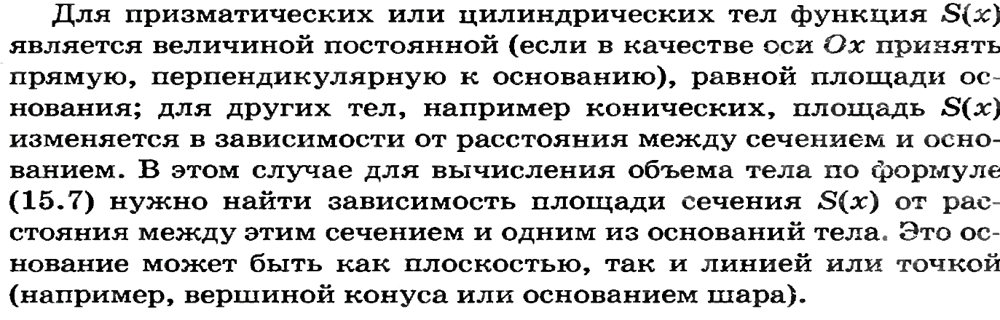 Для призматических или цилиндрических тел функция S(x)
является величиной постоянной (если в качестве оси Ox принять
прямую, перпендикулярную к основанию), равной площади ос-
нования; для других тел, например конических, площадь S(x)
изменяется в зависимости от расстояния между сечением и осно-
ванием. В этом случае для вычисления объема тела по формуле
(15.7) нужно найти зависимость площади сечения S(x) от рас-
стояния между этим сечением и одним из оснований тела. Это ос-
нование может быть как плоскостью, так и линией или точкой
(например, вершиной конуса или основанием шара).